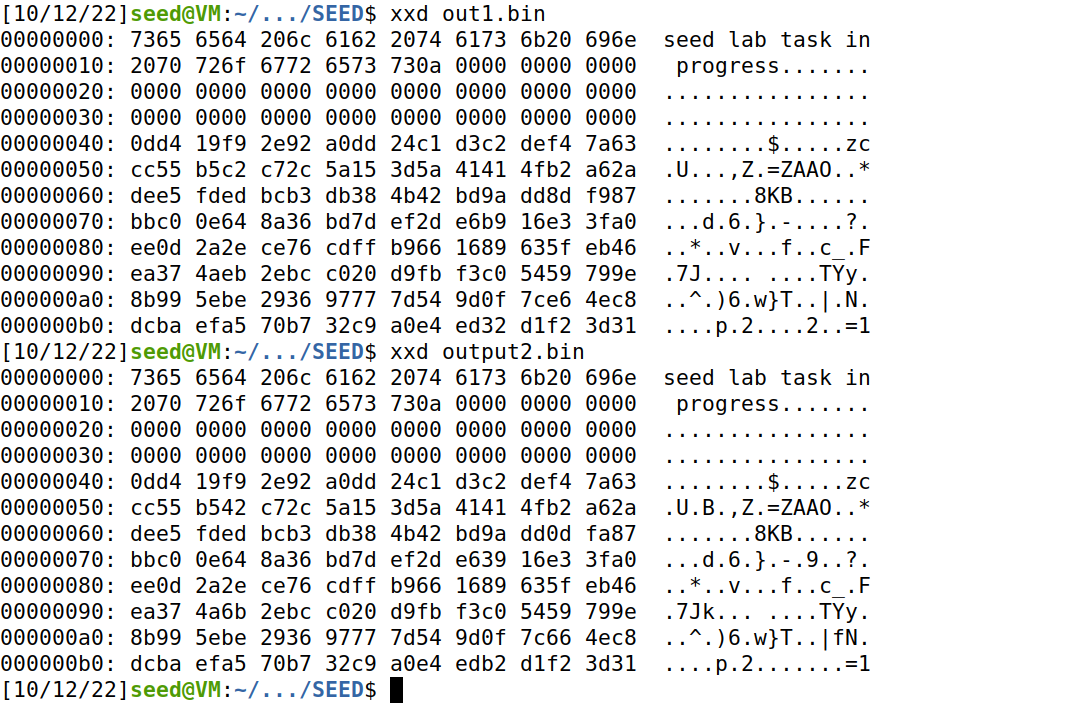 [10/12/22]seed@VM:~/.../SEED$ xxd out1.bin
00000000: 7365 6564 206c 6162 2074 6173 6b20 696e  seed lab task in
00000010: 2070 726f 6772 6573 730a 0000 0000 0000   progress.......
00000020: 0000 0000 0000 0000 0000 0000 0000 0000  ................
00000030: 0000 0000 0000 0000 0000 0000 0000 0000  ................
00000040: 0dd4 19f9 2e92 a0dd 24c1 d3c2 def4 7a63  ........$.....zc
00000050: cc55 b5c2 c72c 5a15 3d5a 4141 4fb2 a62a  .U...,Z.=ZAAO..*
00000060: dee5 fded bcb3 db38 4b42 bd9a dd8d f987  .......8KB......
00000070: bbc0 0e64 8a36 bd7d ef2d e6b9 16e3 3fa0  ...d.6.}.-....?.
00000080: ee0d 2a2e ce76 cdff b966 1689 635f eb46  ..*..v...f..c_.F
00000090: ea37 4aeb 2ebc c020 d9fb f3c0 5459 799e  .7J.... ....TYy.
000000a0: 8b99 5ebe 2936 9777 7d54 9d0f 7ce6 4ec8  ..^.)6.w}T..|.N.
000000b0: dcba efa5 70b7 32c9 a0e4 ed32 d1f2 3d31  ....p.2....2..=1
[10/12/22]seed@VM:~/.../SEED$ xxd output2.bin
00000000: 7365 6564 206c 6162 2074 6173 6b20 696e  seed lab task in
00000010: 2070 726f 6772 6573 730a 0000 0000 0000   progress.......
00000020: 0000 0000 0000 0000 0000 0000 0000 0000  ................
00000030: 0000 0000 0000 0000 0000 0000 0000 0000  ................
00000040: 0dd4 19f9 2e92 a0dd 24c1 d3c2 def4 7a63  ........$.....zc
00000050: cc55 b542 c72c 5a15 3d5a 4141 4fb2 a62a  .U.B.,Z.=ZAAO..*
00000060: dee5 fded bcb3 db38 4b42 bd9a dd0d fa87  .......8KB......
00000070: bbc0 0e64 8a36 bd7d ef2d e639 16e3 3fa0  ...d.6.}.-.9..?.
00000080: ee0d 2a2e ce76 cdff b966 1689 635f eb46  ..*..v...f..c_.F
00000090: ea37 4a6b 2ebc c020 d9fb f3c0 5459 799e  .7Jk... ....TYy.
000000a0: 8b99 5ebe 2936 9777 7d54 9d0f 7c66 4ec8  ..^.)6.w}T..|fN.
000000b0: dcba efa5 70b7 32c9 a0e4 edb2 d1f2 3d31  ....p.2.......=1
[10/12/22]seed@VM:~/.../SEED$